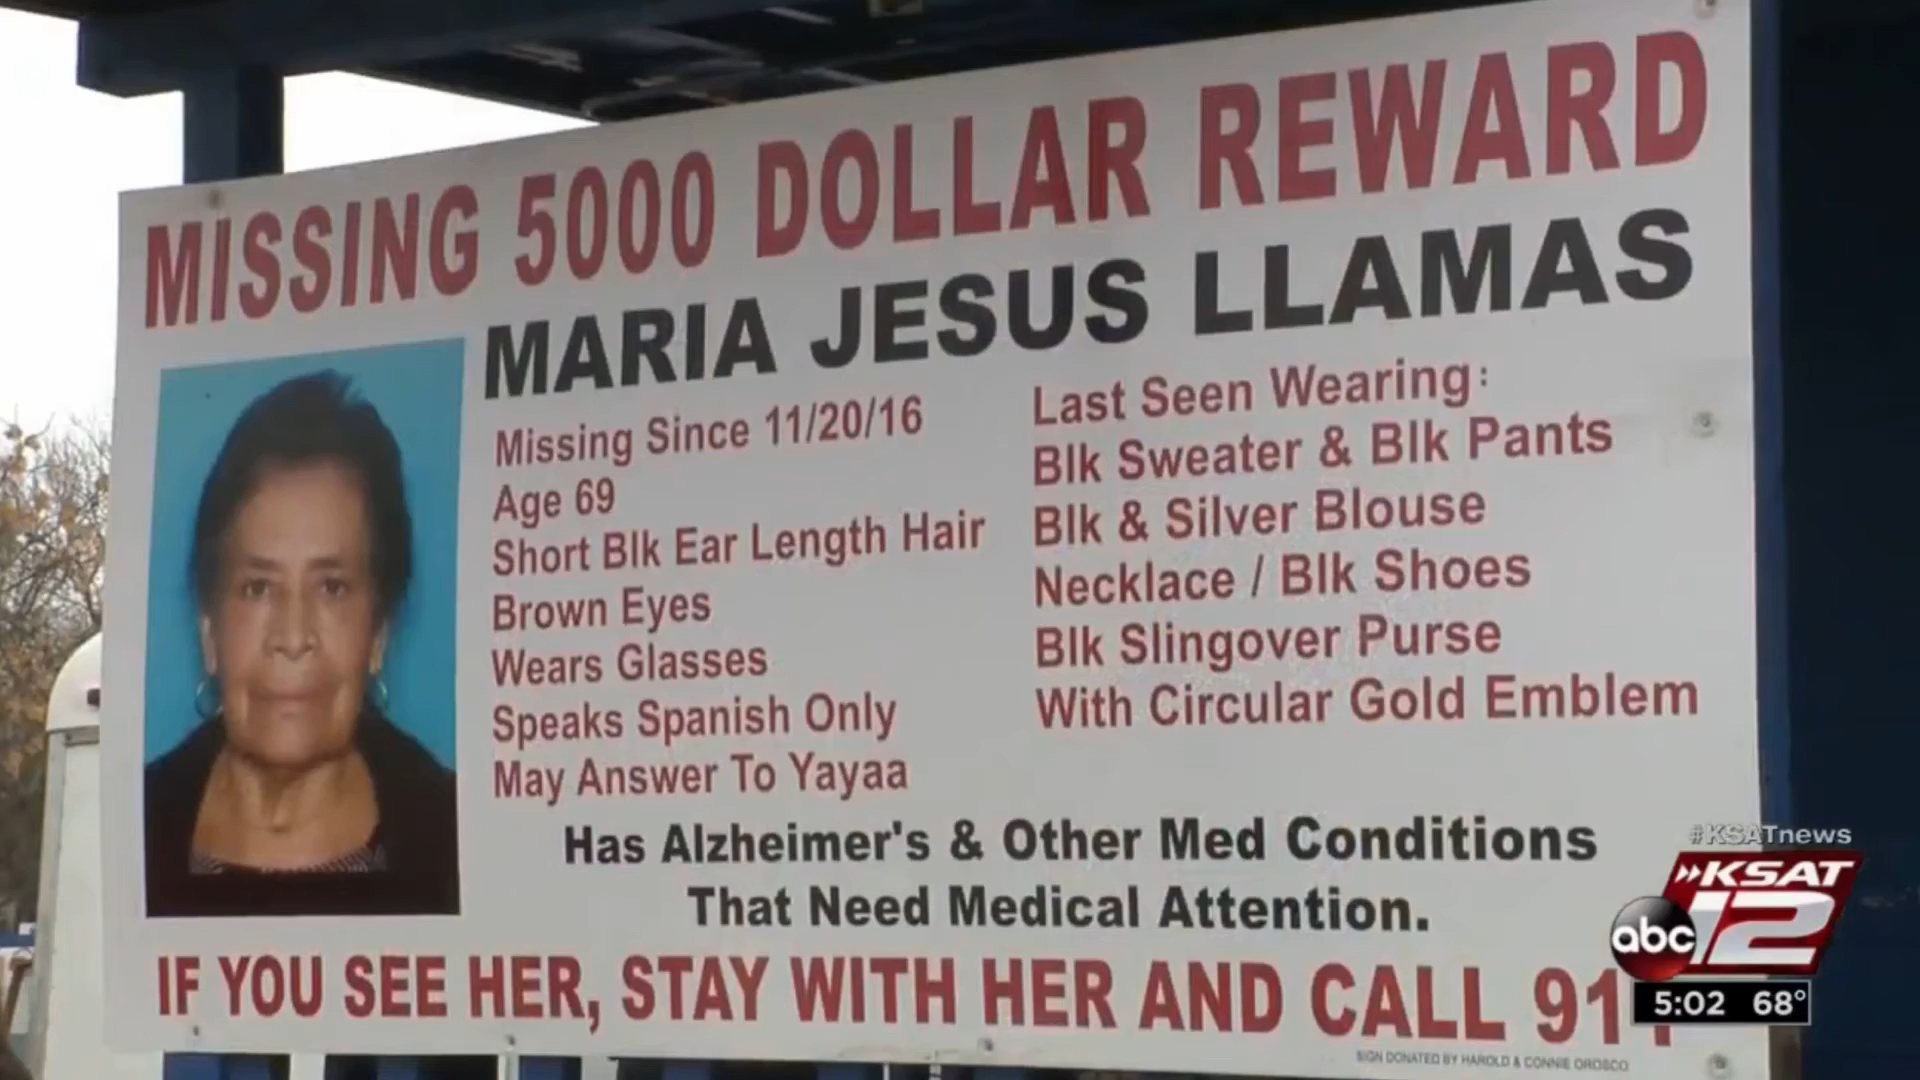 MISSING 5000 DOLLAR REWARD
MARIA JESUS LLAMAS
Missing Since 11/20/16
Age 69
Short Blk Ear Length Hair
Brown Eyes
Wears Glasses
Speaks Spanish Only
May Answer To Yayaa
Last Seen Wearing:
Blk Sweater & Blk Pants
Blk & Silver Blouse
Necklace / Blk Shoes
Blk Slingover Purse
With Circular Gold Emblem
Has Alzheimer's & Other Med Conditions
That Need Medical Attention.
IF YOU SEE HER, STAY WITH HER AND CALL 911
SIGN DONATED BY HAROLD & CONNIE OROSCO
#KSATnews
KSAT
abc 12
5:02 68°